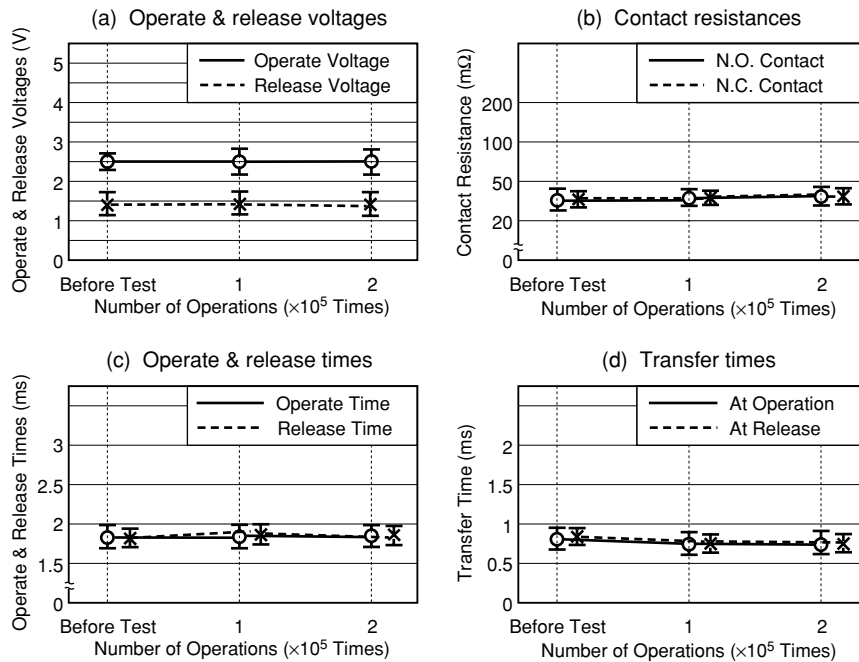 (a) Operate & release voltages
Operate & Release Voltages (V)
5
4
3
2
1
0
Operate Voltage
Release Voltage
Before Test 1 2
Number of Operations (×10⁵ Times)
(b) Contact resistances
Contact Resistance (mΩ)
200
100
50
20
0
N.O. Contact
N.C. Contact
Before Test 1 2
Number of Operations (×10⁵ Times)
(c) Operate & release times
Operate & Release Times (ms)
3
2.5
2
1.5
0
Operate Time
Release Time
Before Test 1 2
Number of Operations (×10⁵ Times)
(d) Transfer times
Transfer Time (ms)
2
1
0.5
0
At Operation
At Release
Before Test 1 2
Number of Operations (×10⁵ Times)